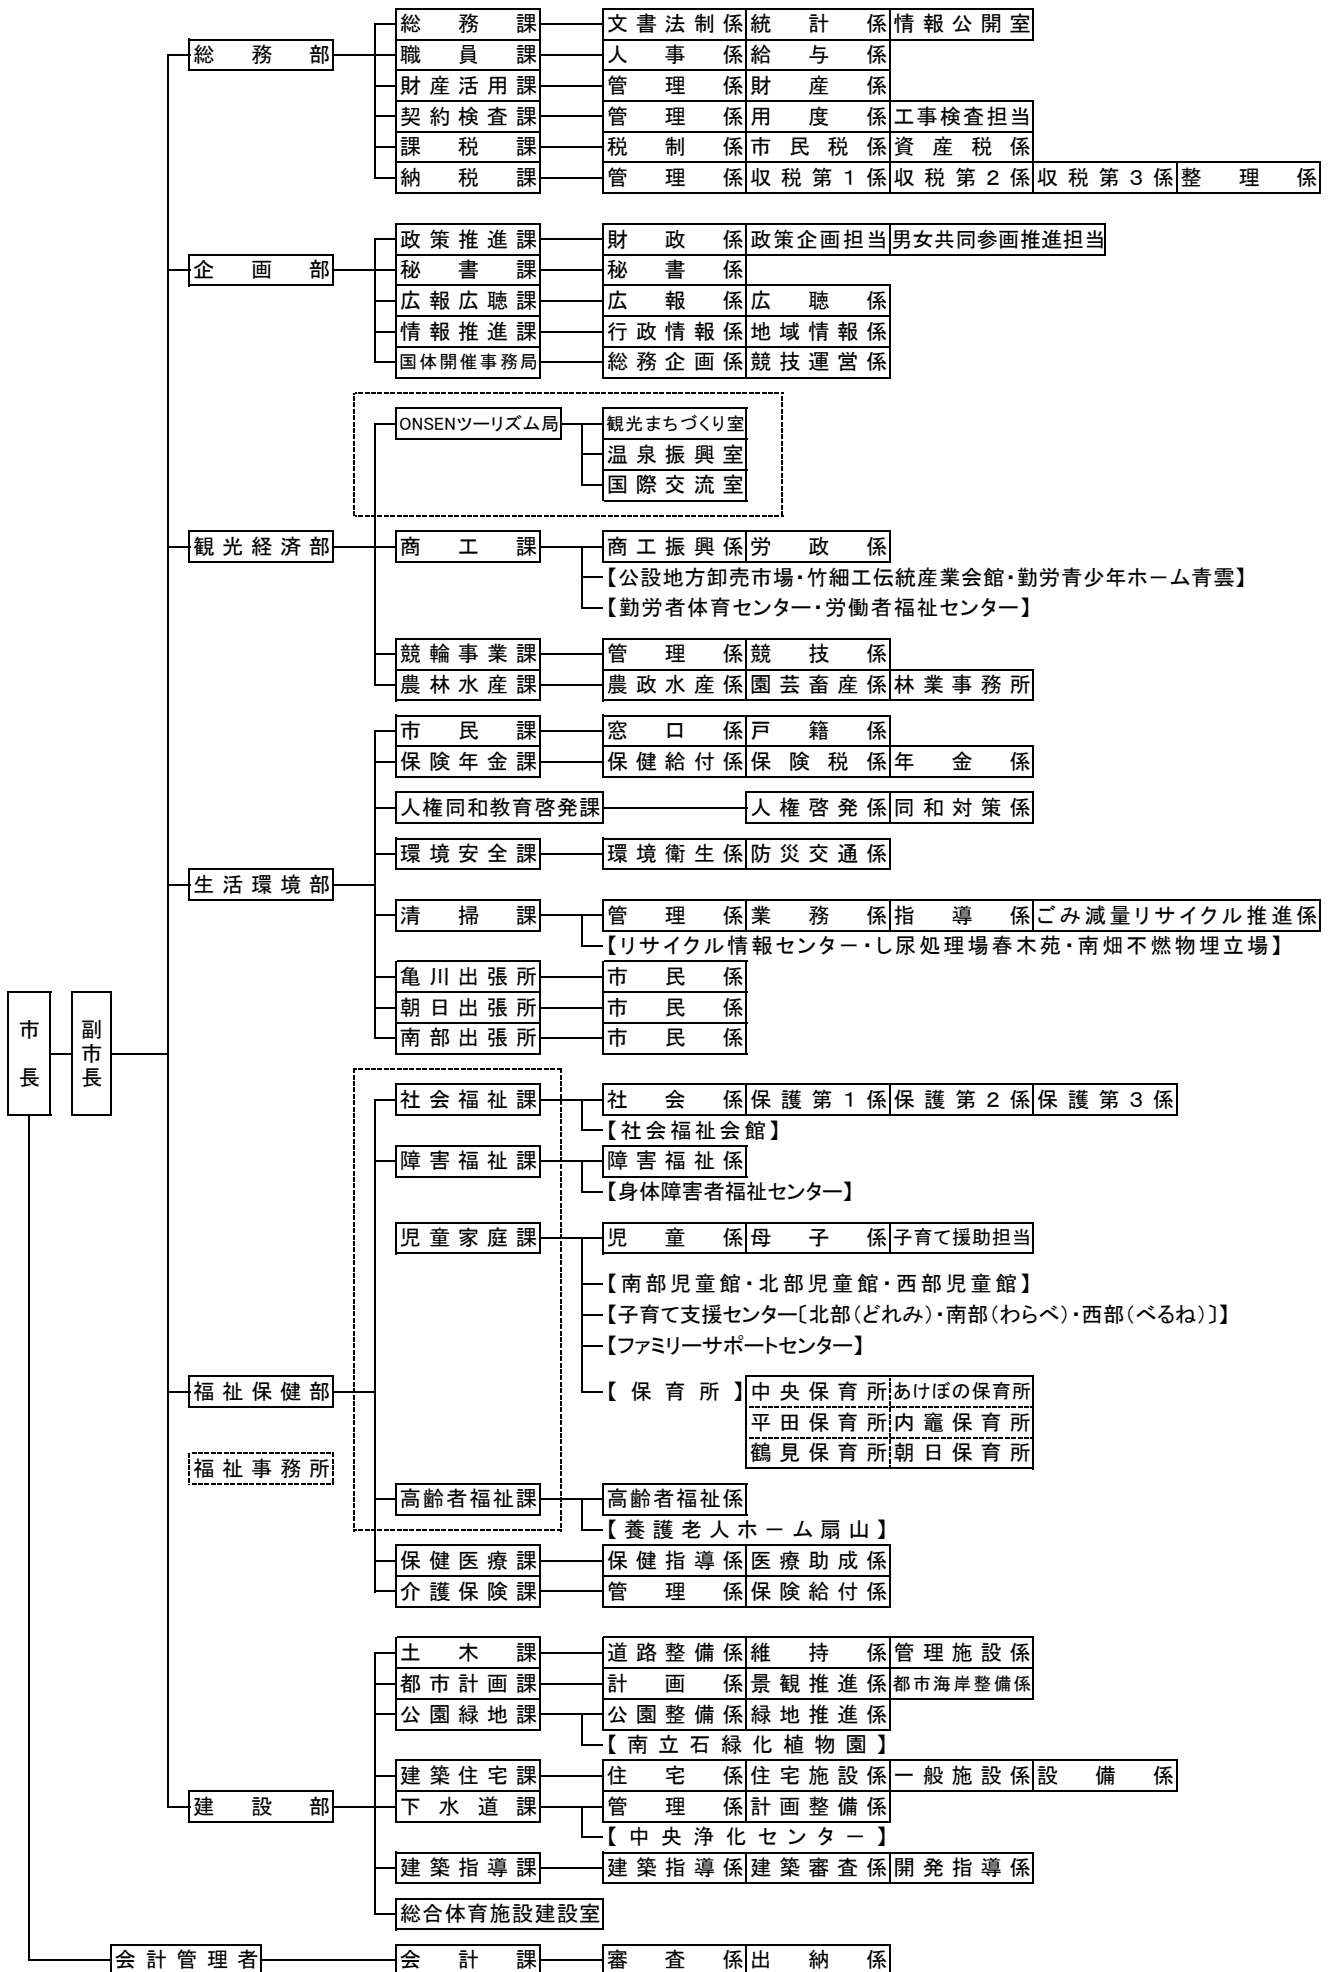 総務課 文書法制係 統計係 情報公開室
総務部 職員課 人事係 給与係
財産活用課 管理係 財産係
契約検査課 管理係 用度係 工事検査担当
課税課 税制係 市民税係 資産税係
納税課 管理係 収税第1係 収税第2係 収税第3係 整理係
政策推進課 財政係 政策企画担当 男女共同参画推進担当
企画部 秘書課 秘書係
広報広聴課 広報係 広聴係
情報推進課 行政情報係 地域情報係
国体開催事務局 総務企画係 競技運営係
ONSENツーリズム局 観光まちづくり室
温泉振興室
国際交流室
観光経済部 商工課 商工振興係 労政係
【公設地方卸売市場・竹細工伝統産業会館・勤労青少年ホーム青雲】
【勤労者体育センター・労働者福祉センター】
競輪事業課 管理係 競技係
農林水産課 農政水産係 園芸畜産係 林業事務所
市民課 窓口係 戸籍係
保険年金課 保健給付係 保険税係 年金係
人権同和教育啓発課 人権啓発係 同和対策係
環境安全課 環境衛生係 防災交通係
生活環境部
清掃課 管理係 業務係 指導係 ごみ減量リサイクル推進係
【リサイクル情報センター・し尿処理場春木苑・南畑不燃物埋立場】
亀川出張所 市民係
朝日出張所 市民係
南部出張所 市民係
市長 副市長
社会福祉課 社会係 保護第1係 保護第2係 保護第3係
【社会福祉会館】
障害福祉課 障害福祉係
【身体障害者福祉センター】
児童家庭課 児童係 母子係 子育て援助担当
【南部児童館・北部児童館・西部児童館】
【子育て支援センター〔北部(どれみ)・南部(わらべ)・西部(べるね)〕】
【ファミリーサポートセンター】
福祉保健部 【保育所】 中央保育所 あけぼの保育所
平田保育所 内竈保育所
鶴見保育所 朝日保育所
福祉事務所
高齢者福祉課 高齢者福祉係
【養護老人ホーム扇山】
保健医療課 保健指導係 医療助成係
介護保険課 管理係 保険給付係
土木課 道路整備係 維持係 管理施設係
都市計画課 計画係 景観推進係 都市海岸整備係
公園緑地課 公園整備係 緑地推進係
【南立石緑化植物園】
建築住宅課 住宅係 住宅施設係 一般施設係 設備係
建設部 下水道課 管理係 計画整備係
【中央浄化センター】
建築指導課 建築指導係 建築審査係 開発指導係
総合体育施設建設室
会計管理者 会計課 審査係 出納係